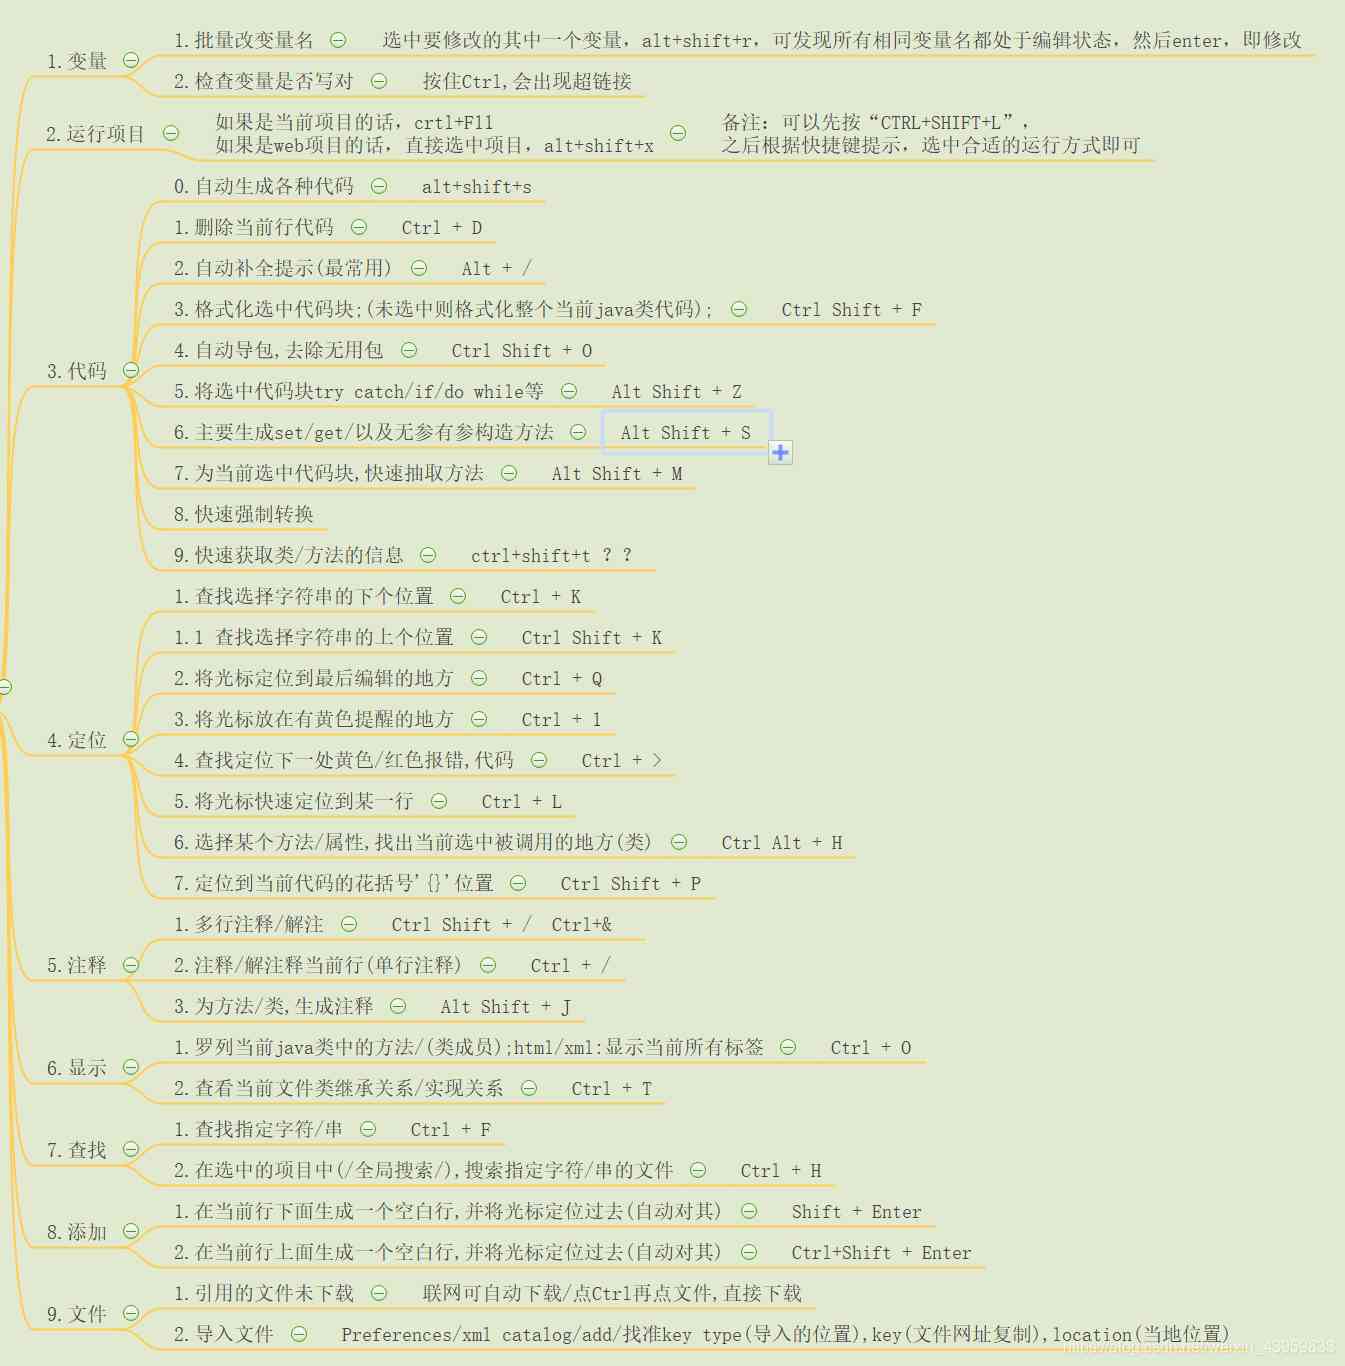 1.变量
1.批量改变量名 选中要修改的其中一个变量，alt+shift+r，可发现所有相同变量名都处于编辑状态，然后enter，即修改
2.检查变量是否写对 按住Ctrl,会出现超链接
2.运行项目
如果是当前项目的话，crtl+F11
如果是web项目的话，直接选中项目，alt+shift+x
备注：可以先按“CTRL+SHIFT+L”，
之后根据快捷键提示，选中合适的运行方式即可
3.代码
0.自动生成各种代码 alt+shift+s
1.删除当前行代码 Ctrl + D
2.自动补全提示(最常用) Alt + /
3.格式化选中代码块;(未选中则格式化整个当前java类代码); Ctrl Shift + F
4.自动导包,去除无用包 Ctrl Shift + O
5.将选中代码块try catch/if/do while等 Alt Shift + Z
6.主要生成set/get/以及无参有参构造方法 Alt Shift + S
7.为当前选中代码块,快速抽取方法 Alt Shift + M
8.快速强制转换
9.快速获取类/方法的信息 ctrl+shift+t ？？
4.定位
1.查找选择字符串的下个位置 Ctrl + K
1.1 查找选择字符串的上个位置 Ctrl Shift + K
2.将光标定位到最后编辑的地方 Ctrl + Q
3.将光标放在有黄色提醒的地方 Ctrl + 1
4.查找定位下一处黄色/红色报错,代码 Ctrl + >
5.将光标快速定位到某一行 Ctrl + L
6.选择某个方法/属性,找出当前选中被调用的地方(类) Ctrl Alt + H
7.定位到当前代码的花括号'{}'位置 Ctrl Shift + P
5.注释
1.多行注释/解注 Ctrl Shift + / Ctrl+&
2.注释/解注释当前行(单行注释) Ctrl + /
3.为方法/类,生成注释 Alt Shift + J
6.显示
1.罗列当前java类中的方法/(类成员);html/xml:显示当前所有标签 Ctrl + O
2.查看当前文件类继承关系/实现关系 Ctrl + T
7.查找
1.查找指定字符/串 Ctrl + F
2.在选中的项目中(/全局搜索/),搜索指定字符/串的文件 Ctrl + H
8.添加
1.在当前行下面生成一个空白行,并将光标定位过去(自动对其) Shift + Enter
2.在当前行上面生成一个空白行,并将光标定位过去(自动对其) Ctrl+Shift + Enter
9.文件
1.引用的文件未下载 联网可自动下载/点Ctrl再点文件,直接下载
2.导入文件 Preferences/xml catalog/add/找准key type(导入的位置),key(文件网址复制),location(当地位置)